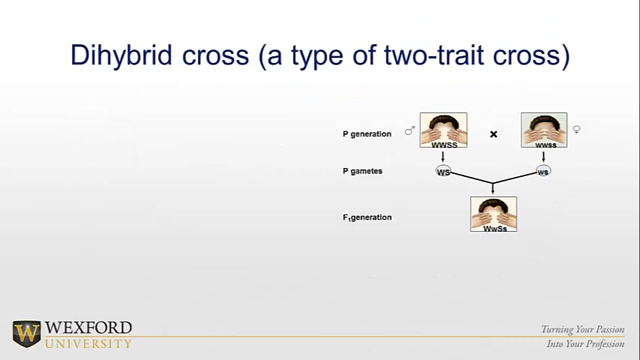 Dihybrid cross (a type of two-trait cross)
P generation
♂
WWSS
×
wwss
♀
P gametes
WS
ws
F₁generation
WwSs
W
WEXFORD
UNIVERSITY
Turning Your Passion
Into Your Profession